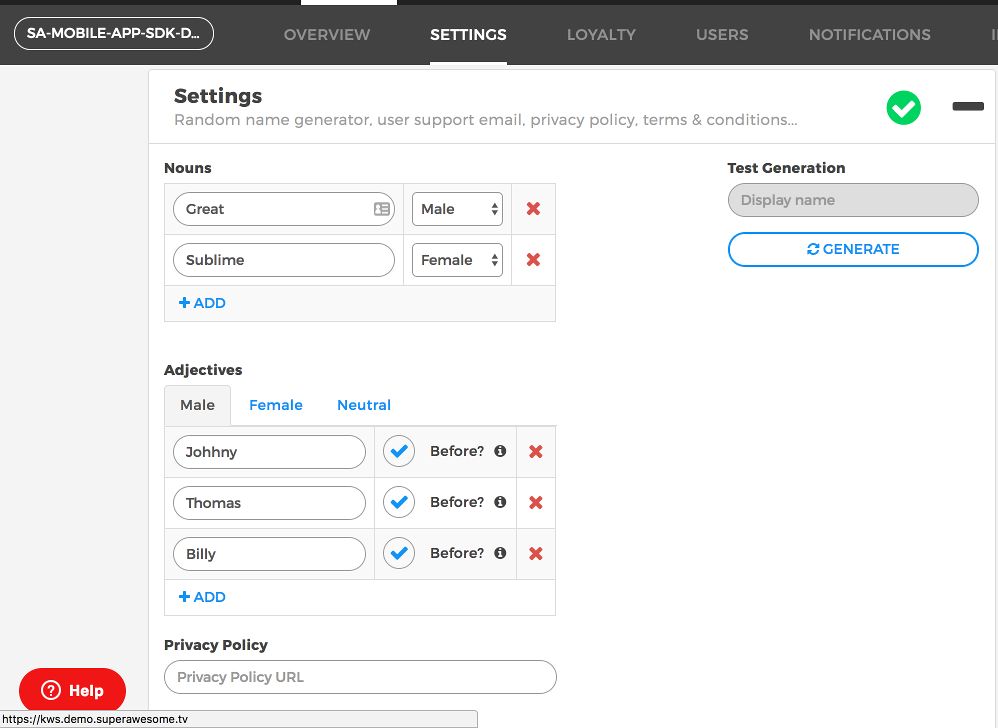 SA-MOBILE-APP-SDK-D...
OVERVIEW
SETTINGS
LOYALTY
USERS
NOTIFICATIONS
Settings
Random name generator, user support email, privacy policy, terms & conditions...
Nouns
Great
Male
Sublime
Female
ADD
Test Generation
Display name
GENERATE
Adjectives
Male
Female
Neutral
Johhny
Before?
Thomas
Before?
Billy
Before?
ADD
Privacy Policy
Privacy Policy URL
Help
https://kws.demo.superawesome.tv